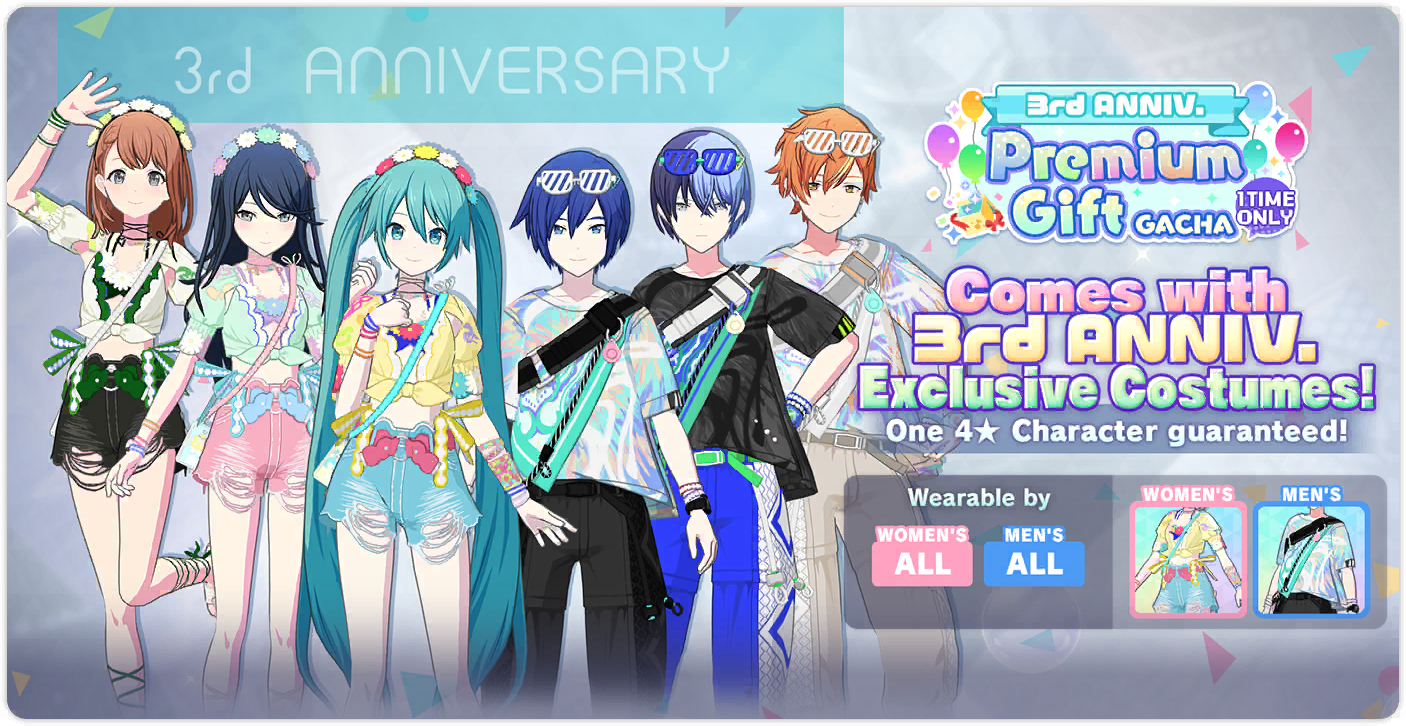 3rd ANNIVERSARY
3rd ANNIV.
Premium
Gift GACHA
1TIME
ONLY
Comes with
3rd ANNIV.
Exclusive Costumes!
One 4★ Character guaranteed!
Wearable by
WOMEN'S
ALL
MEN'S
ALL
WOMEN'S
MEN'S